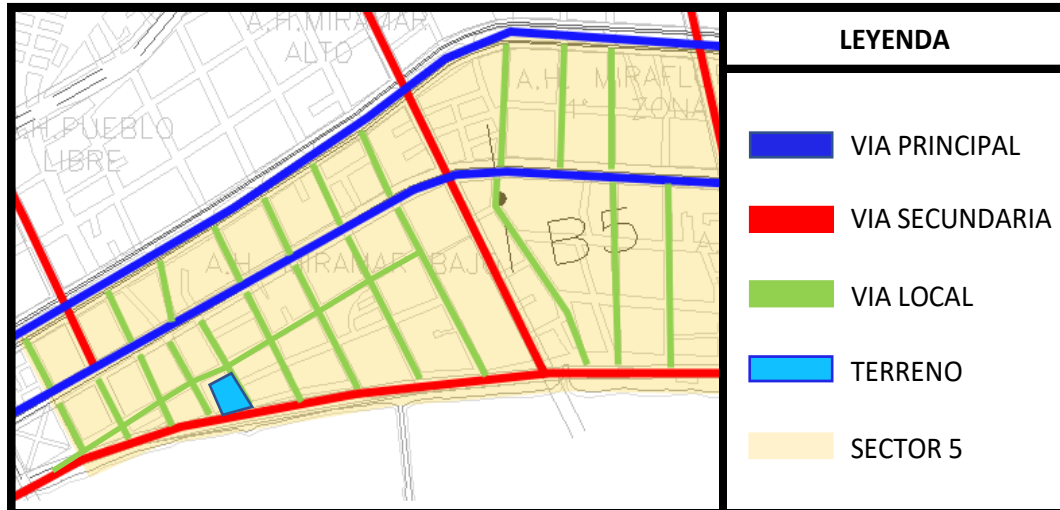 A.H.MIRAMAR
ALTO
A.H. MIRAFL
1°
ZONA
A.H. PUEBLO
LIBRE
A.H. MIRAMAR BAJO
B5
A
LEYENDA
VIA PRINCIPAL
VIA SECUNDARIA
VIA LOCAL
TERRENO
SECTOR 5